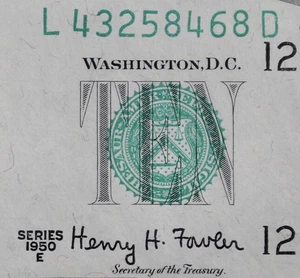 L 43258468 D
WASHINGTON, D.C. 12
TEN
SERIES
1950
E
Henry H. Fowler 12
Secretary of the Treasury.